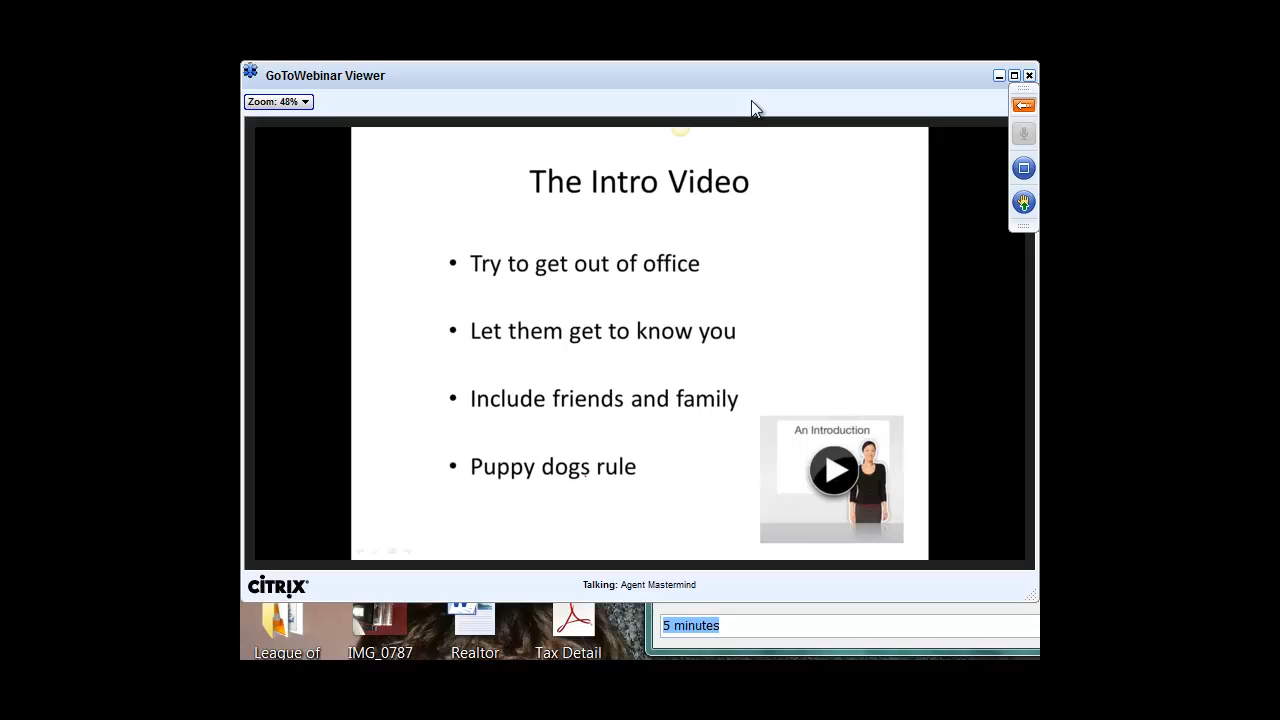 GoToWebinar Viewer
Zoom: 48%
The Intro Video
• Try to get out of office
• Let them get to know you
• Include friends and family
• Puppy dogs rule
An Introduction
CİTRIX®
Talking: Agent Mastermind
5 minutes
League of
IMG_0787
Realtor
Tax Detail